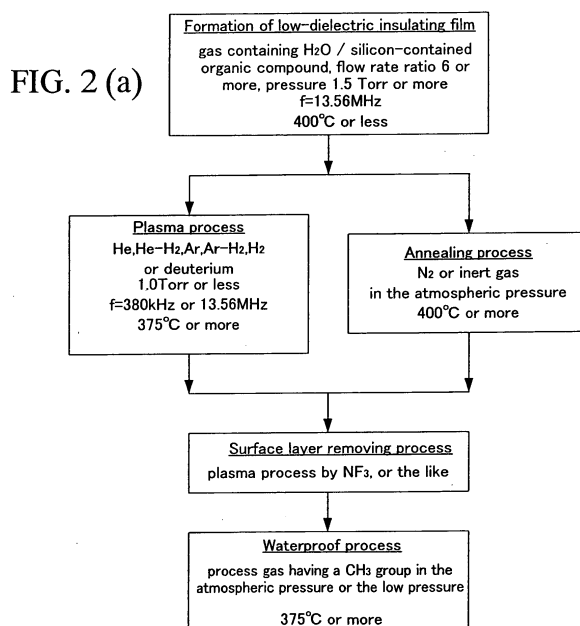 FIG. 2 (a)
Formation of low-dielectric insulating film
gas containing H2O / silicon-contained
organic compound, flow rate ratio 6 or
more, pressure 1.5 Torr or more
f=13.56MHz
400°C or less
Plasma process
He,He-H2,Ar,Ar-H2,H2
or deuterium
1.0Torr or less
f=380kHz or 13.56MHz
375°C or more
Annealing process
N2 or inert gas
in the atmospheric pressure
400°C or more
Surface layer removing process
plasma process by NF3, or the like
Waterproof process
process gas having a CH3 group in the
atmospheric pressure or the low pressure
375°C or more